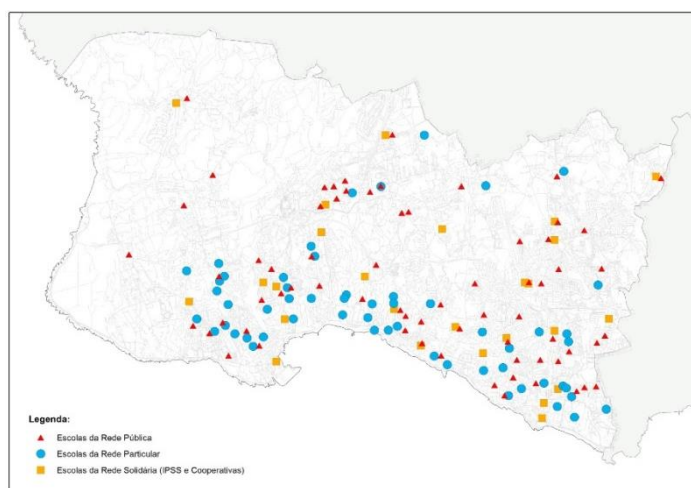 Legenda:
Escolas da Rede Pública
Escolas da Rede Particular
Escolas da Rede Solidária (IPSS e Cooperativas)